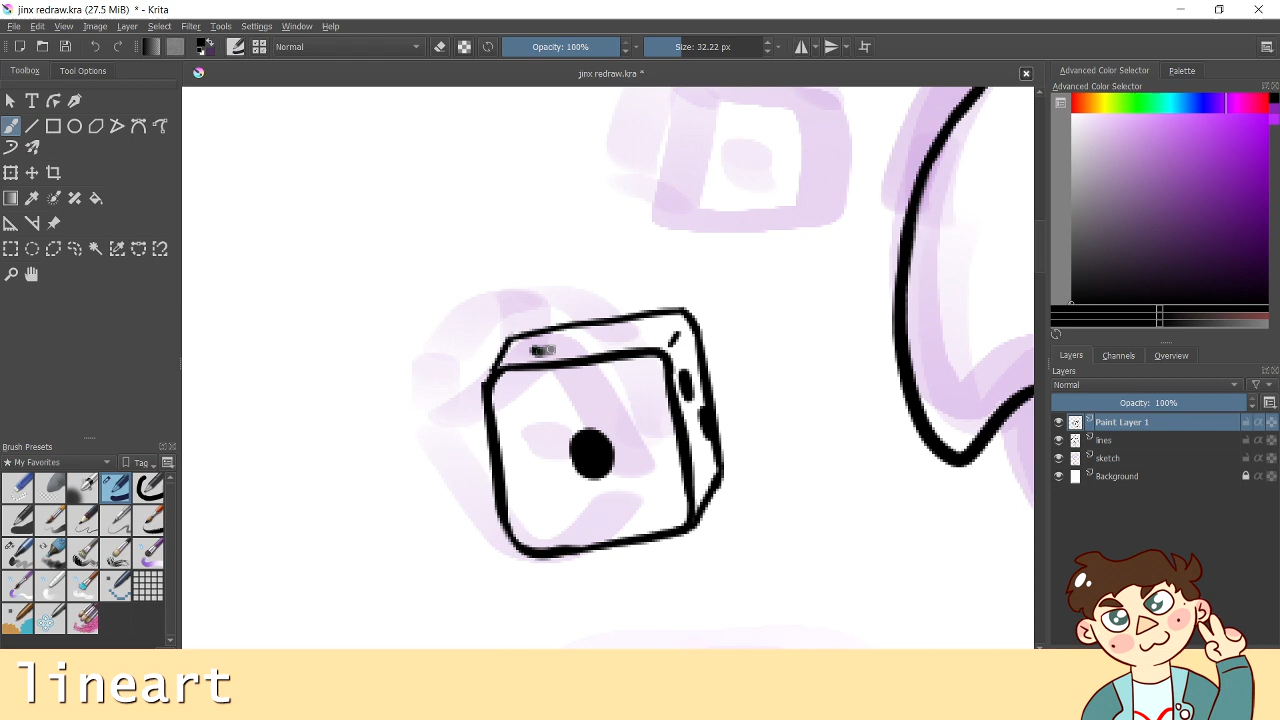 jinx redraw.kra (27.5 MiB) * - Krita
File Edit View Image Layer Select Filter Tools Settings Window Help
Normal Opacity: 100% Size: 32.22 px
Toolbox Tool Options
jinx redraw.kra *
Advanced Color Selector Palette
Advanced Color Selector
Layers Channels Overview
Layers
Normal
Opacity: 100%
Paint Layer 1
lines
sketch
Background
Brush Presets
My Favorites Tag
lineart